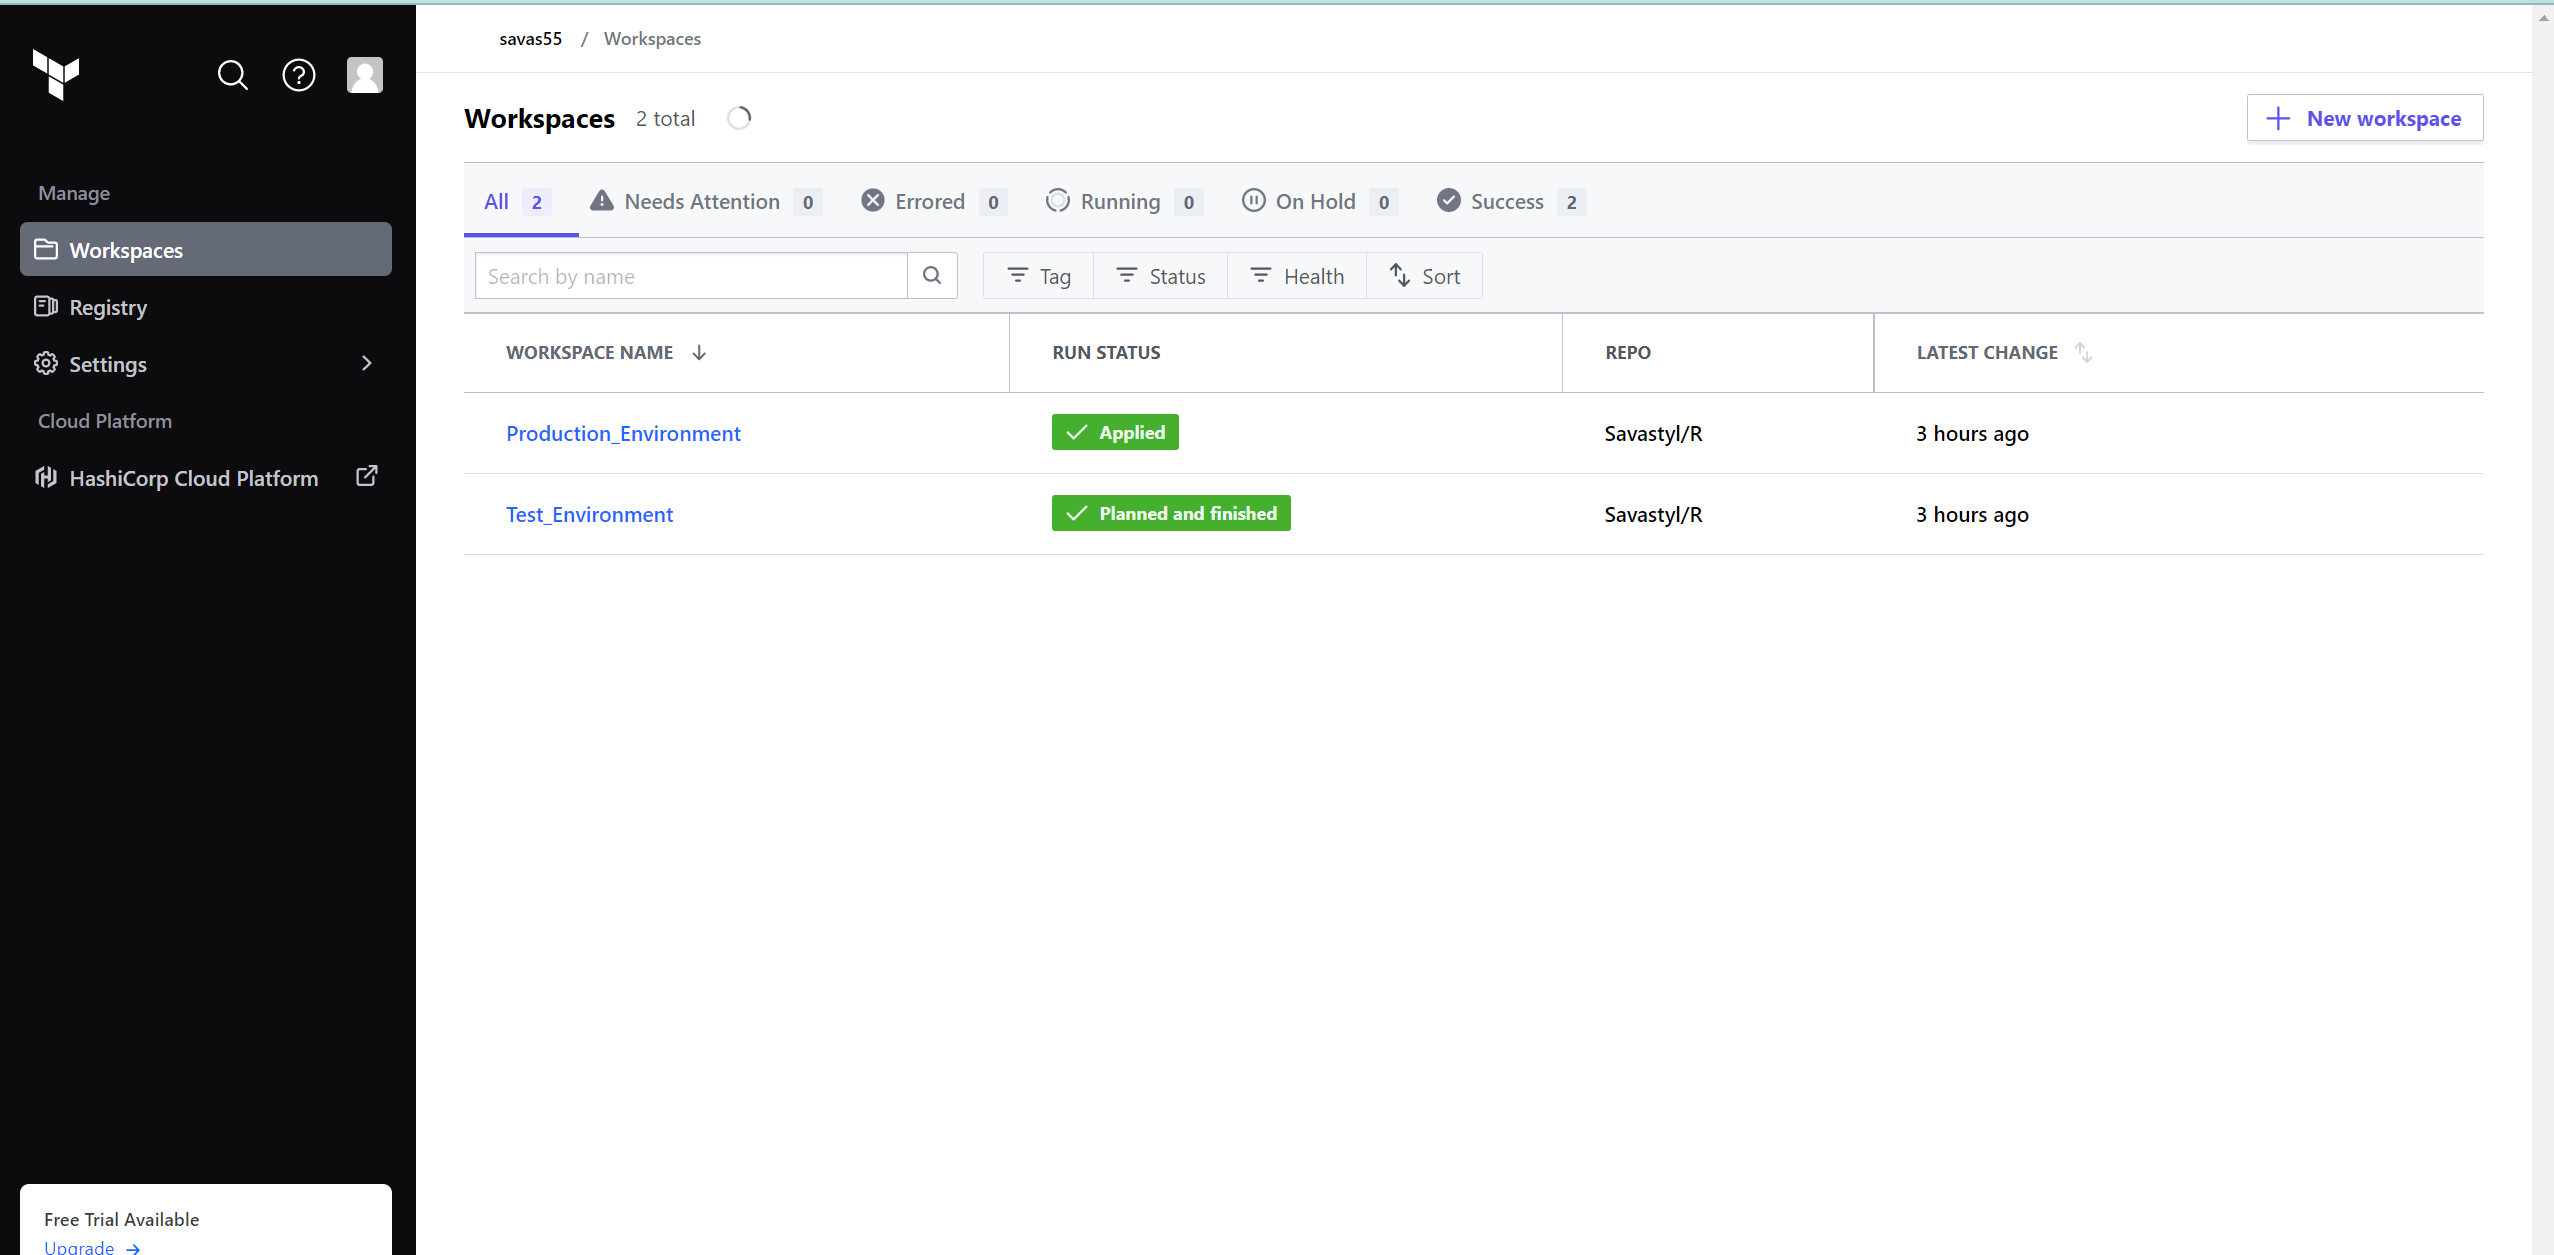 savas55 / Workspaces
Workspaces 2 total
New workspace
Manage
Workspaces
Registry
Settings
Cloud Platform
HashiCorp Cloud Platform
All 2 Needs Attention 0 Errored 0 Running 0 On Hold 0 Success 2
Search by name Tag Status Health Sort
WORKSPACE NAME RUN STATUS REPO LATEST CHANGE
Production_Environment Applied Savastyl/R 3 hours ago
Test_Environment Planned and finished Savastyl/R 3 hours ago
Free Trial Available
Upgrade